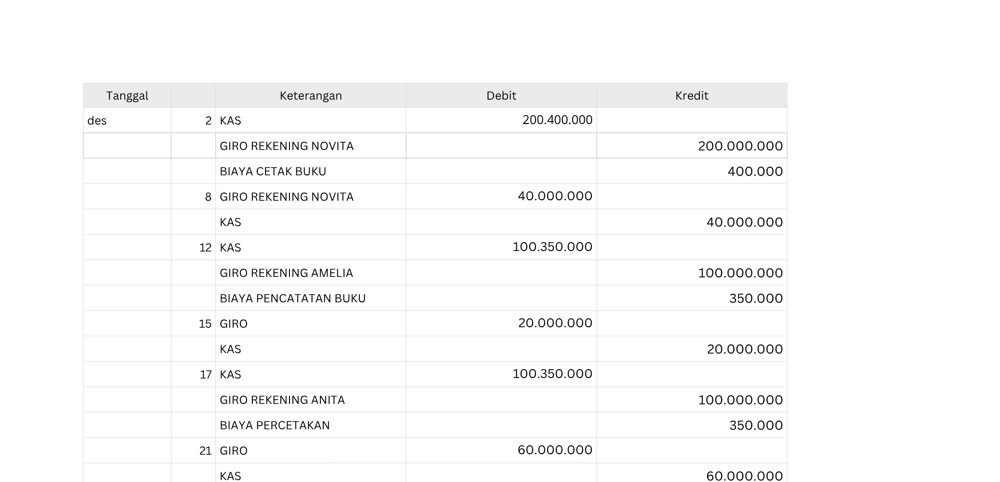 Tanggal Keterangan Debit Kredit
des 2 KAS 200.400.000
GIRO REKENING NOVITA 200.000.000
BIAYA CETAK BUKU 400.000
8 GIRO REKENING NOVITA 40.000.000
KAS 40.000.000
12 KAS 100.350.000
GIRO REKENING AMELIA 100.000.000
BIAYA PENCATATAN BUKU 350.000
15 GIRO 20.000.000
KAS 20.000.000
17 KAS 100.350.000
GIRO REKENING ANITA 100.000.000
BIAYA PERCETAKAN 350.000
21 GIRO 60.000.000
KAS 60.000.000